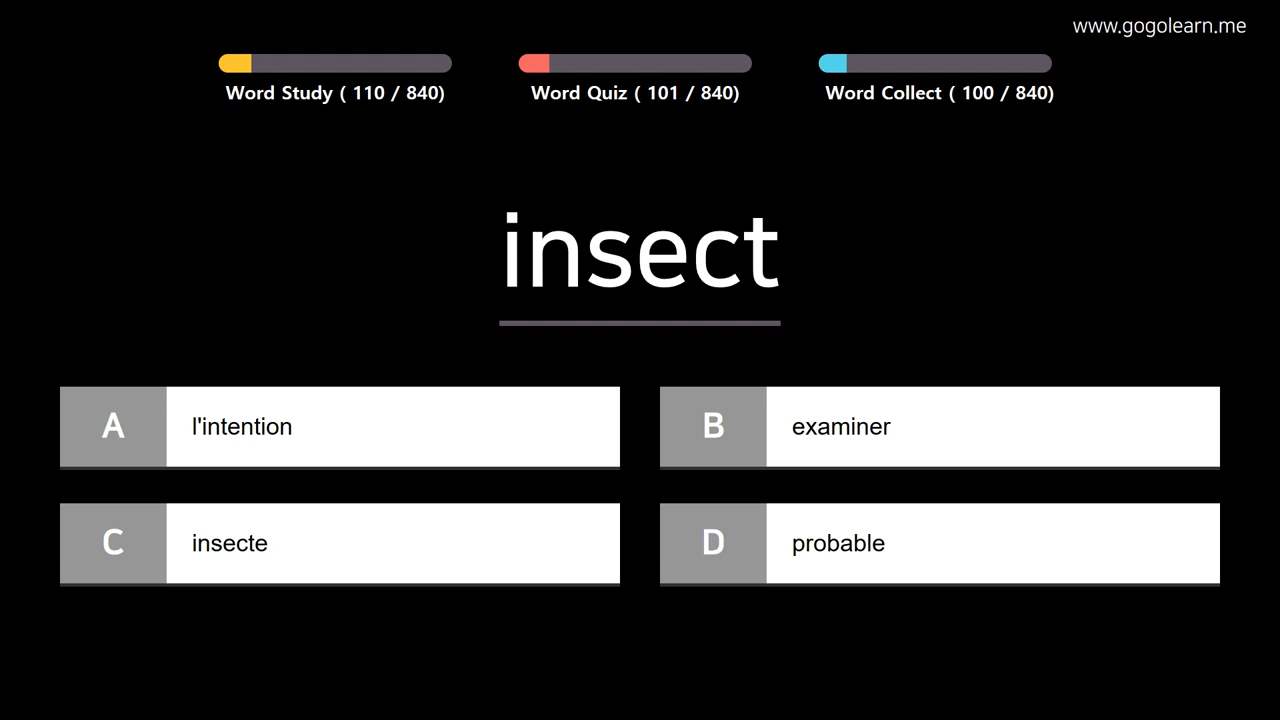 www.gogolearn.me
Word Study ( 110 / 840)
Word Quiz ( 101 / 840)
Word Collect ( 100 / 840)
insect
A l'intention
B examiner
C insecte
D probable